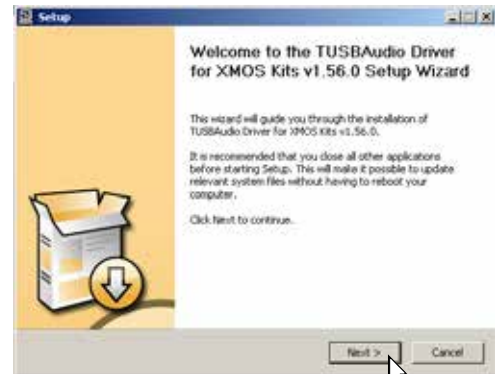 Setup
Welcome to the TUSBAudio Driver
for XMOS Kits v1.56.0 Setup Wizard
This wizard will guide you through the installation of
TUSBAudio Driver for XMOS Kits v1.56.0.
It is recommended that you close all other applications
before starting Setup. This will make it possible to update
relevant system files without having to reboot your
computer.
Click Next to continue.
Next >
Cancel